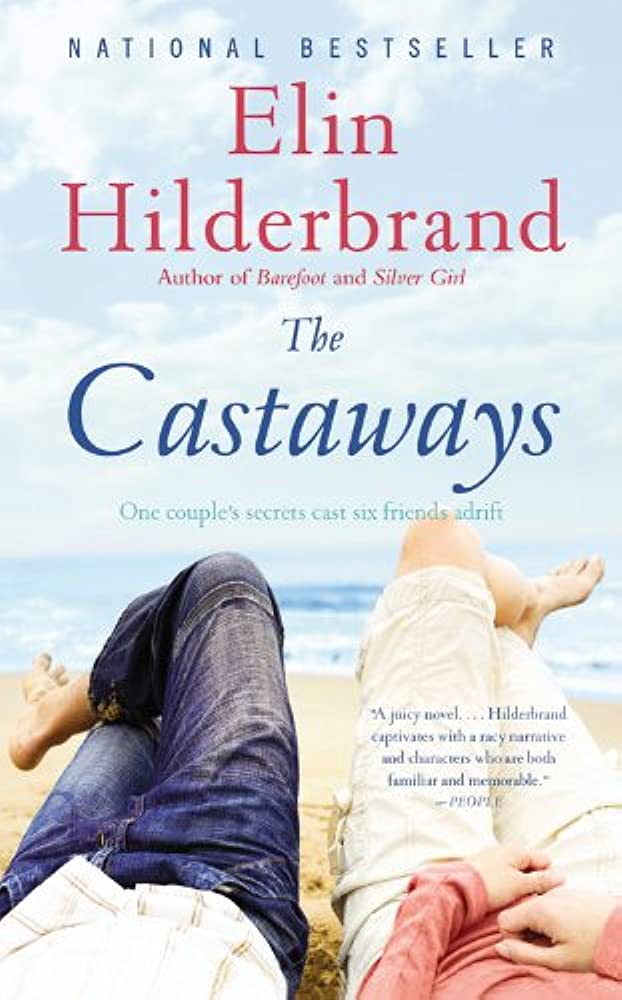 NATIONAL BESTSELLER
Elin
Hilderbrand
Author of Barefoot and Silver Girl
The
Castaways
One couple's secrets cast six friends adrift
"A juicy novel. . . . Hilderbrand
captivates with a racy narrative
and characters who are both
familiar and memorable."
—PEOPLE